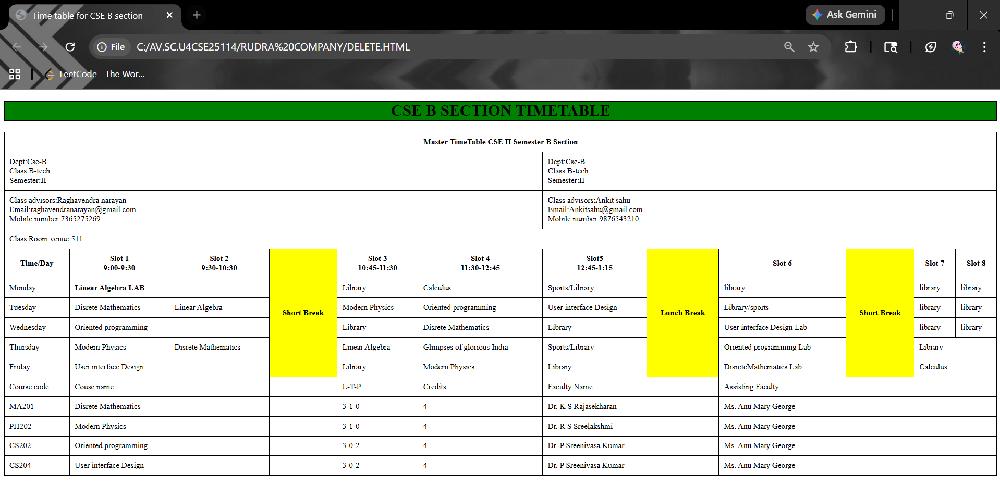 Time table for CSE B section
Ask Gemini
File C:/AV.SC.U4CSE25114/RUDRA%20COMPANY/DELETE.HTML
LeetCode - The Wor...
CSE B SECTION TIMETABLE
Master TimeTable CSE II Semester B Section
Dept:Cse-B
Class:B-tech
Semester:II
Dept:Cse-B
Class:B-tech
Semester:II
Class advisors:Raghavendra narayan
Email:raghavendranarayan@gmail.com
Mobile number:7365275269
Class advisors:Ankit sahu
Email:Ankitsahu@gmail.com
Mobile number:9876543210
Class Room venue:511
Time/Day
Slot 1
9:00-9:30
Slot 2
9:30-10:30
Short Break
Slot 3
10:45-11:30
Slot 4
11:30-12:45
Slot5
12:45-1:15
Lunch Break
Slot 6
Short Break
Slot 7
Slot 8
Monday Linear Algebra LAB Library Calculus Sports/Library library library library
Tuesday Disrete Mathematics Linear Algebra Modern Physics Oriented programming User interface Design Library/sports library library
Wednesday Oriented programming Library Disrete Mathematics Library User interface Design Lab library library
Thursday Modern Physics Disrete Mathematics Linear Algebra Glimpses of glorious India Sports/Library Oriented programming Lab Library
Friday User interface Design Library Modern Physics Library DisreteMathematics Lab Calculus
Course code Couse name L-T-P Credits Faculty Name Assisting Faculty
MA201 Disrete Mathematics 3-1-0 4 Dr. K S Rajasekharan Ms. Anu Mary George
PH202 Modern Physics 3-1-0 4 Dr. R S Sreelakshmi Ms. Anu Mary George
CS202 Oriented programming 3-0-2 4 Dr. P Sreenivasa Kumar Ms. Anu Mary George
CS204 User interface Design 3-0-2 4 Dr. P Sreenivasa Kumar Ms. Anu Mary George